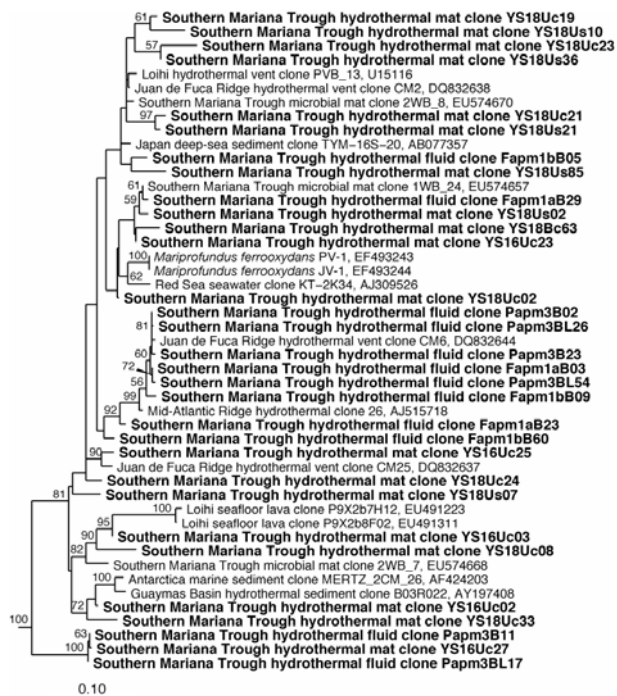 61 Southern Mariana Trough hydrothermal mat clone YS18Uc19
Southern Mariana Trough hydrothermal mat clone YS18Us10
57 Southern Mariana Trough hydrothermal mat clone YS18Uc23
Southern Mariana Trough hydrothermal mat clone YS18Us36
Loihi hydrothermal vent clone PVB_13, U15116
Juan de Fuca Ridge hydrothermal vent clone CM2, DQ832638
Southern Mariana Trough microbial mat clone 2WB_8, EU574670
97 Southern Mariana Trough hydrothermal mat clone YS18Uc21
Southern Mariana Trough hydrothermal mat clone YS18Us21
Japan deep-sea sediment clone TYM-16S-20, AB077357
Southern Mariana Trough hydrothermal fluid clone Fapm1bB05
Southern Mariana Trough hydrothermal mat clone YS18Us85
61 Southern Mariana Trough microbial mat clone 1WB_24, EU574657
59 Southern Mariana Trough hydrothermal fluid clone Fapm1aB29
Southern Mariana Trough hydrothermal mat clone YS18Us02
Southern Mariana Trough hydrothermal mat clone YS18Bc63
Southern Mariana Trough hydrothermal mat clone YS16Uc23
100 Mariprofundus ferrooxydans PV-1, EF493243
Mariprofundus ferrooxydans JV-1, EF493244
62 Red Sea seawater clone KT-2K34, AJ309526
Southern Mariana Trough hydrothermal mat clone YS18Uc02
Southern Mariana Trough hydrothermal fluid clone Papm3B02
81 Southern Mariana Trough hydrothermal fluid clone Papm3BL26
Juan de Fuca Ridge hydrothermal vent clone CM6, DQ832644
60 Southern Mariana Trough hydrothermal fluid clone Papm3B23
72 Southern Mariana Trough hydrothermal fluid clone Fapm1aB03
56 Southern Mariana Trough hydrothermal fluid clone Papm3BL54
99 Southern Mariana Trough hydrothermal fluid clone Fapm1bB09
Mid-Atlantic Ridge hydrothermal clone 26, AJ515718
92 Southern Mariana Trough hydrothermal fluid clone Fapm1aB23
Southern Mariana Trough hydrothermal fluid clone Fapm1bB60
90 Southern Mariana Trough hydrothermal mat clone YS16Uc25
Juan de Fuca Ridge hydrothermal vent clone CM25, DQ832637
Southern Mariana Trough hydrothermal mat clone YS18Uc24
81 Southern Mariana Trough hydrothermal mat clone YS18Us07
100 Loihi seafloor lava clone P9X2b7H12, EU491223
Loihi seafloor lava clone P9X2b8F02, EU491311
95 Southern Mariana Trough hydrothermal mat clone YS16Uc03
90 Southern Mariana Trough hydrothermal mat clone YS18Uc08
82 Southern Mariana Trough microbial mat clone 2WB_7, EU574668
100 Antarctica marine sediment clone MERTZ_2CM_26, AF424203
Guaymas Basin hydrothermal sediment clone B03R022, AY197408
72 Southern Mariana Trough hydrothermal mat clone YS16Uc02
Southern Mariana Trough hydrothermal mat clone YS18Uc33
100
63 Southern Mariana Trough hydrothermal fluid clone Papm3B11
100 Southern Mariana Trough hydrothermal mat clone YS16Uc27
Southern Mariana Trough hydrothermal fluid clone Papm3BL17
0.10